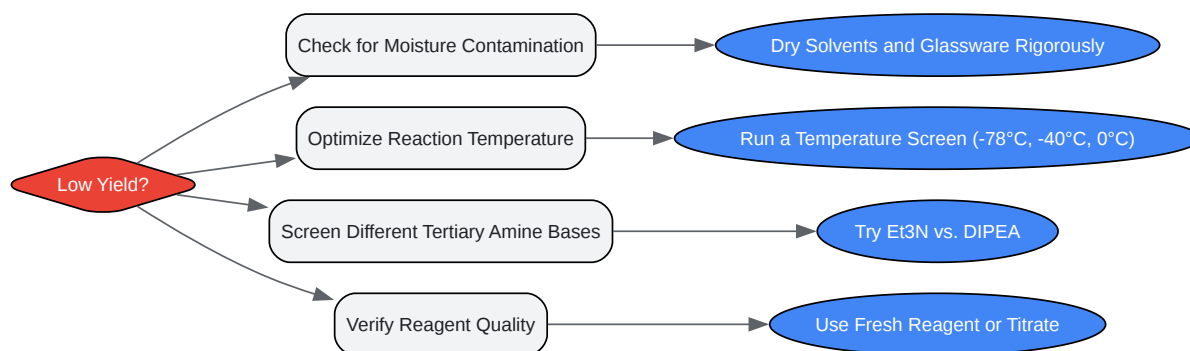 Check for Moisture Contamination
Dry Solvents and Glassware Rigorously
Optimize Reaction Temperature
Run a Temperature Screen (-78°C, -40°C, 0°C)
Low Yield?
Screen Different Tertiary Amine Bases
Try Et3N vs. DIPEA
Verify Reagent Quality
Use Fresh Reagent or Titrate